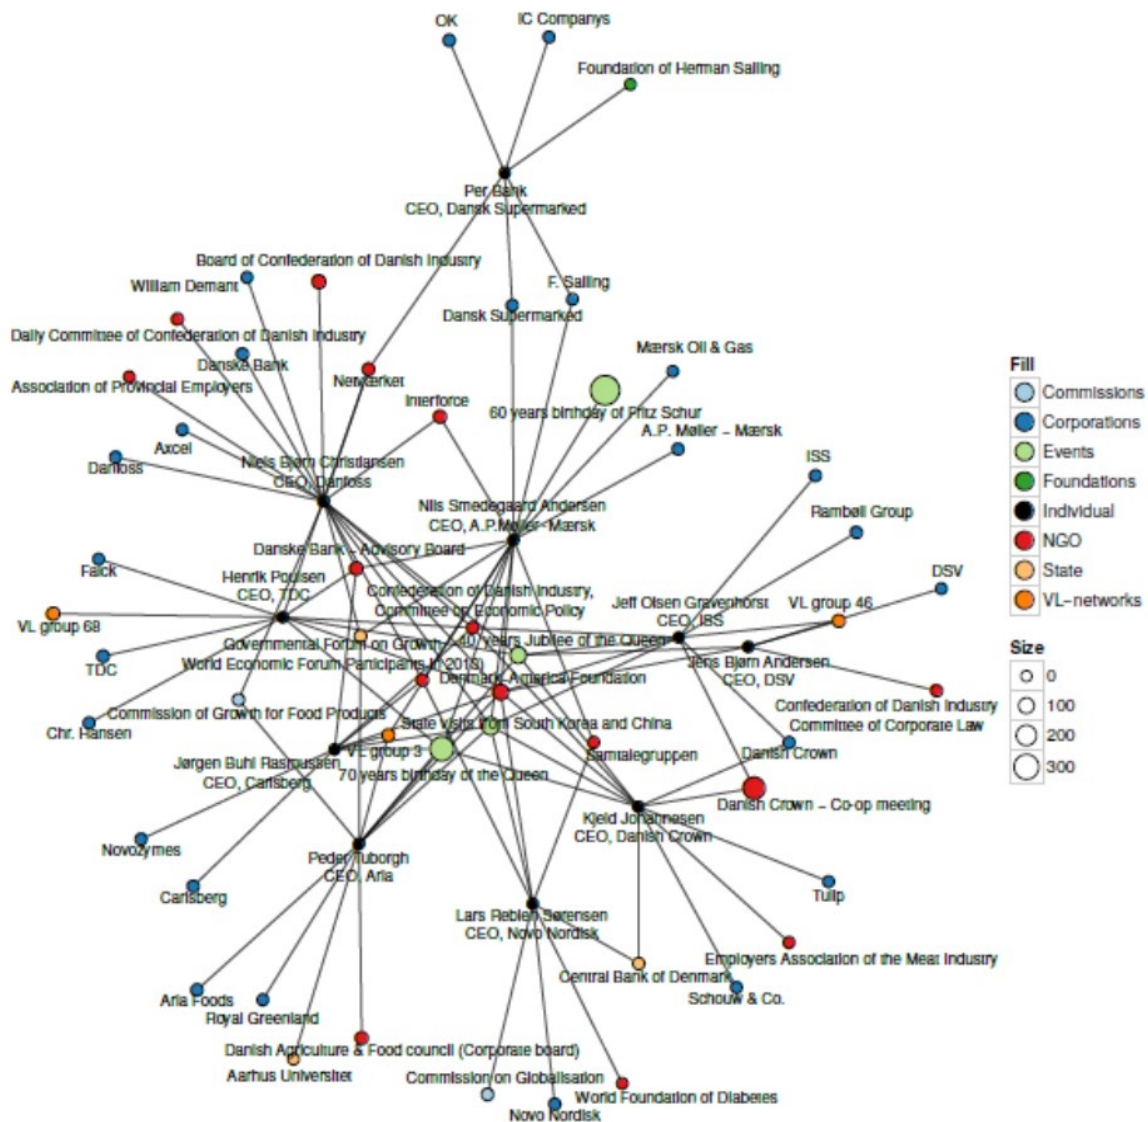 OK
IC Companys
Foundation of Herman Salling
Per Bank
CEO, Dansk Supermarked
Board of Confederation of Danish Industry
William Demant
F. Salling
Dansk Supermarked
Daily Committee of Confederation of Danish Industry
Danske Bank
Mærsk Oil & Gas
Association of Provincial Employers
Netværket
Interforce
60 years birthday of Fritz Schur
A.P. Møller - Mærsk
Axcel
Danfoss
Niels Bjørn Christiansen
CEO, Danfoss
ISS
Nils Smedegaard Andersen
CEO, A.P.Møller-Mærsk
Rambøll Group
Danske Bank - Advisory Board
Falck
Henrik Poulsen
CEO, TDC
Confederation of Danish Industry,
Committee on Economic Policy
Jeff Olsen Gravenhorst
CEO, ISS
VL group 46
DSV
VL group 68
Governmental Forum on Growth
40 years Jubilee of the Queen
TDC
World Economic Forum Participants in 2013)
Denmark-America Foundation
Jens Bjørn Andersen
CEO, DSV
Commission of Growth for Food Products
State visits from South Korea and China
Confederation of Danish Industry
Committee of Corporate Law
Chr. Hansen
VL group 3
Samtalegruppen
Danish Crown
Jørgen Buhl Rasmussen
CEO, Carlsberg
70 years birthday of the Queen
Danish Crown - Co-op meeting
Kjeld Johannesen
CEO, Danish Crown
Novozymes
Peder Tuborgh
CEO, Arla
Carlsberg
Tulip
Lars Rebien Sørensen
CEO, Novo Nordisk
Employers Association of the Meat Industry
Central Bank of Denmark
Schouw & Co.
Arla Foods
Royal Greenland
Danish Agriculture & Food council (Corporate board)
Aarhus Universitet
Commission on Globalisation
World Foundation of Diabetes
Novo Nordisk
Fill
Commissions
Corporations
Events
Foundations
Individual
NGO
State
VL-networks
Size
0
100
200
300